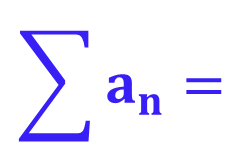 ∑ aₙ =